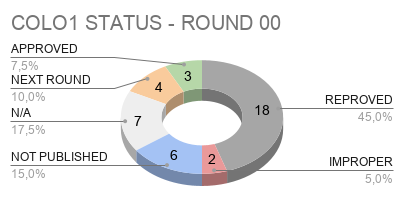 COLO1 STATUS - ROUND 00
APPROVED
7,5%
NEXT ROUND
10,0%
N/A
17,5%
NOT PUBLISHED
15,0%
3
4
7
6
2
18
REPROVED
45,0%
IMPROPER
5,0%